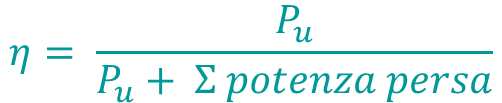 η = P_u / (P_u + Σ potenza persa)